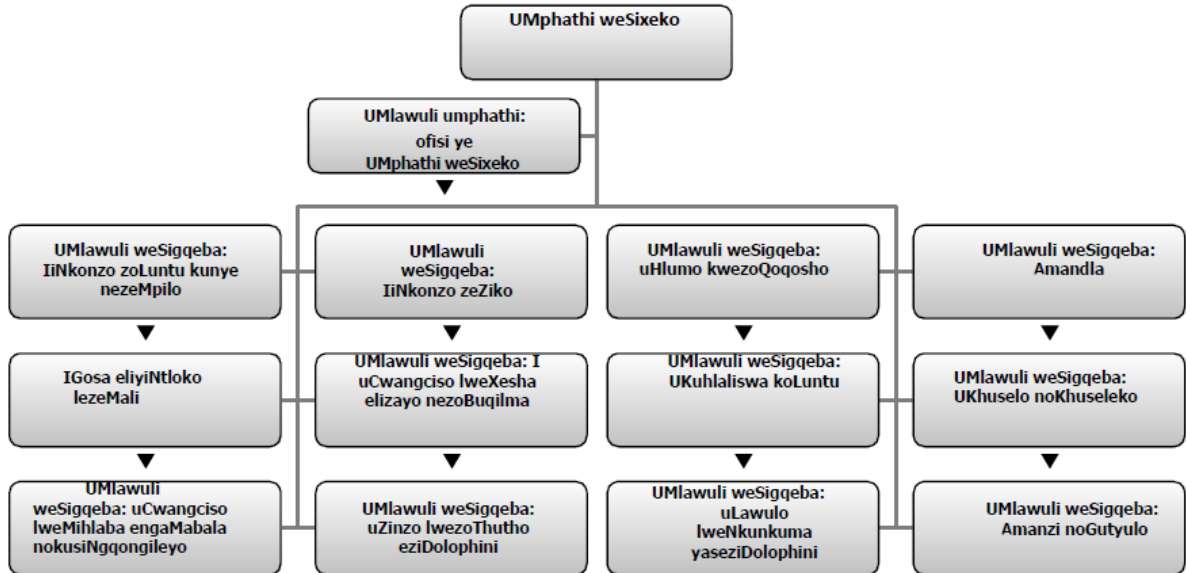 UMphathi weSixeko
UMlawuli umphathi:
ofisi ye
UMphathi weSixeko
UMlawuli weSigqeba:
IiNkonzo zoLuntu kunye
nezeMpilo
UMlawuli
weSigqeba:
IiNkonzo zeZiko
UMlawuli weSigqeba:
uHlumo kwezoQoqosho
UMlawuli weSigqeba:
Amandla
IGosa eliyiNtloko
lezeMali
UMlawuli weSigqeba: I
uCwangciso lweXesha
elizayo nezoBuqilma
UMlawuli weSigqeba:
UKuhlaliswa koLuntu
UMlawuli weSigqeba:
UKhuselo noKhuseleko
UMlawuli
weSigqeba: uCwangciso
lweMihlaba engaMabala
nokusiNgqongileyo
UMlawuli weSigqeba:
uZinzo lwezoThutho
eziDolophini
UMlawuli weSigqeba:
uLawulo
lweNkunkuma
yaseziDolophini
UMlawuli weSigqeba:
Amanzi noGutyulo